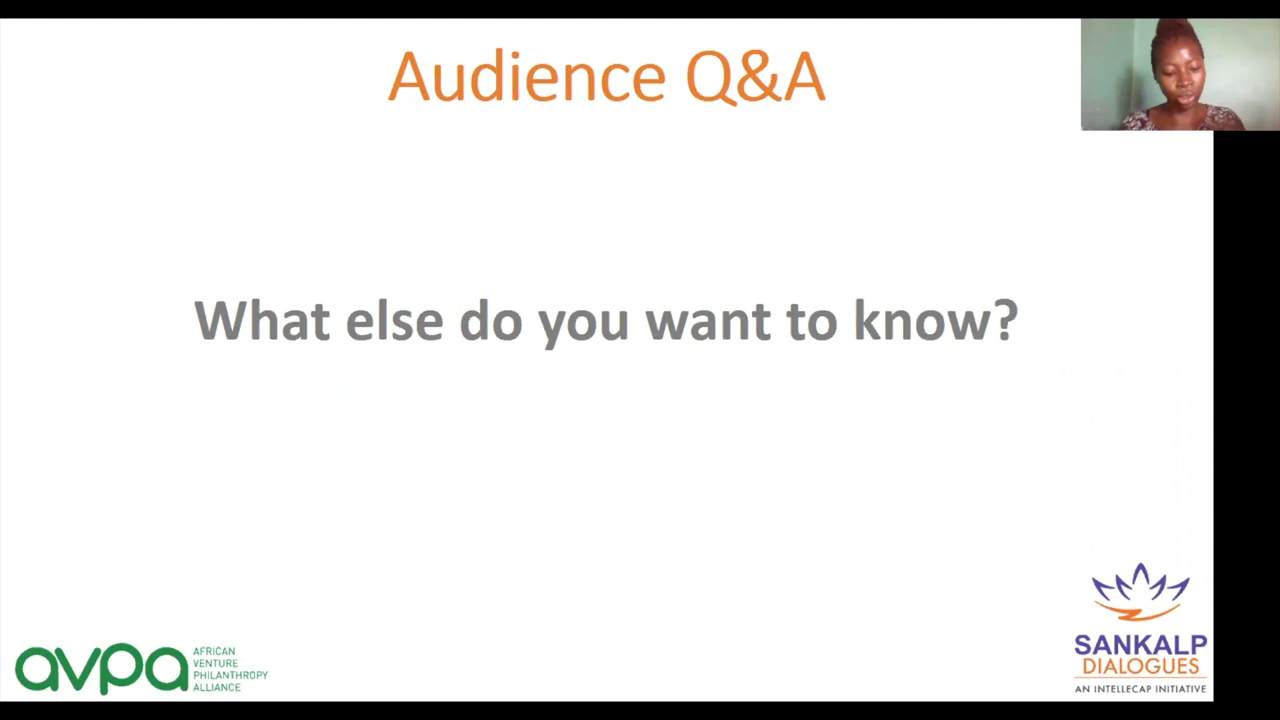 Audience Q&A
What else do you want to know?
avpa
AFRICAN
VENTURE
PHILANTHROPY
ALLIANCE
SANKALP
DIALOGUES
AN INTELLECAP INITIATIVE